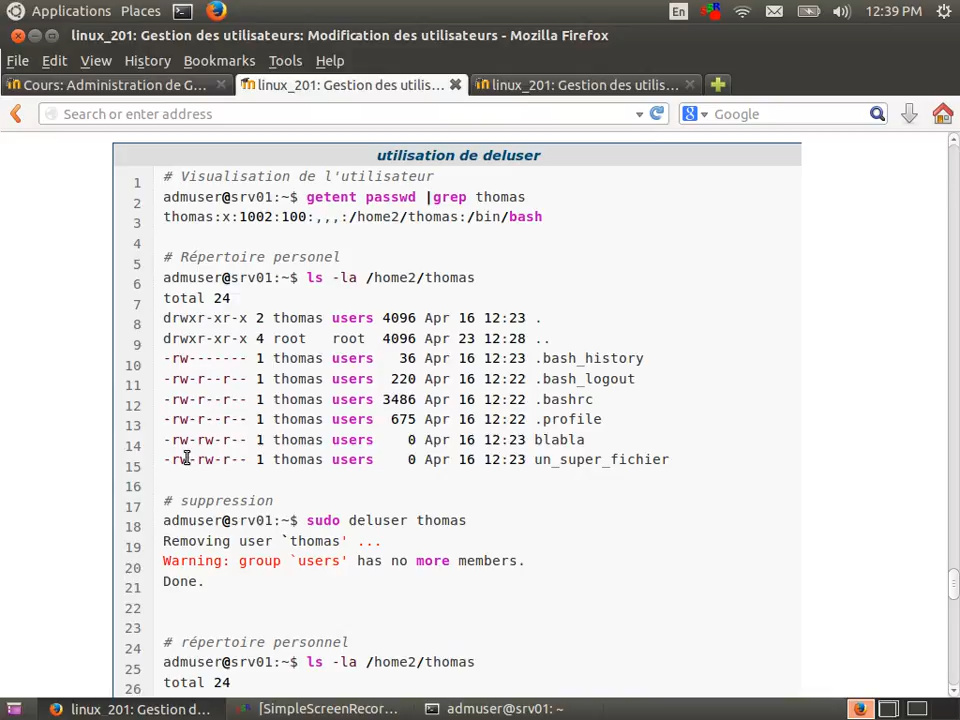 Applications Places En 12:39 PM
linux_201: Gestion des utilisateurs: Modification des utilisateurs - Mozilla Firefox
File Edit View History Bookmarks Tools Help
Cours: Administration de G... linux_201: Gestion des utilis... linux_201: Gestion des utilis...
Search or enter address Google
utilisation de deluser
1 # Visualisation de l'utilisateur
2 admuser@srv01:~$ getent passwd |grep thomas
3 thomas:x:1002:100:,,,:/home2/thomas:/bin/bash
4
5 # Répertoire personel
6 admuser@srv01:~$ ls -la /home2/thomas
7 total 24
8 drwxr-xr-x 2 thomas users 4096 Apr 16 12:23 .
9 drwxr-xr-x 4 root root 4096 Apr 23 12:28 ..
10 -rw------- 1 thomas users 36 Apr 16 12:23 .bash_history
11 -rw-r--r-- 1 thomas users 220 Apr 16 12:22 .bash_logout
12 -rw-r--r-- 1 thomas users 3486 Apr 16 12:22 .bashrc
13 -rw-r--r-- 1 thomas users 675 Apr 16 12:22 .profile
14 -rw-rw-r-- 1 thomas users 0 Apr 16 12:23 blabla
15 -rw-rw-r-- 1 thomas users 0 Apr 16 12:23 un_super_fichier
16
17 # suppression
18 admuser@srv01:~$ sudo deluser thomas
19 Removing user `thomas' ...
20 Warning: group `users' has no more members.
21 Done.
22
23
24 # répertoire personnel
25 admuser@srv01:~$ ls -la /home2/thomas
26 total 24
linux_201: Gestion d... [SimpleScreenRecor... admuser@srv01: ~